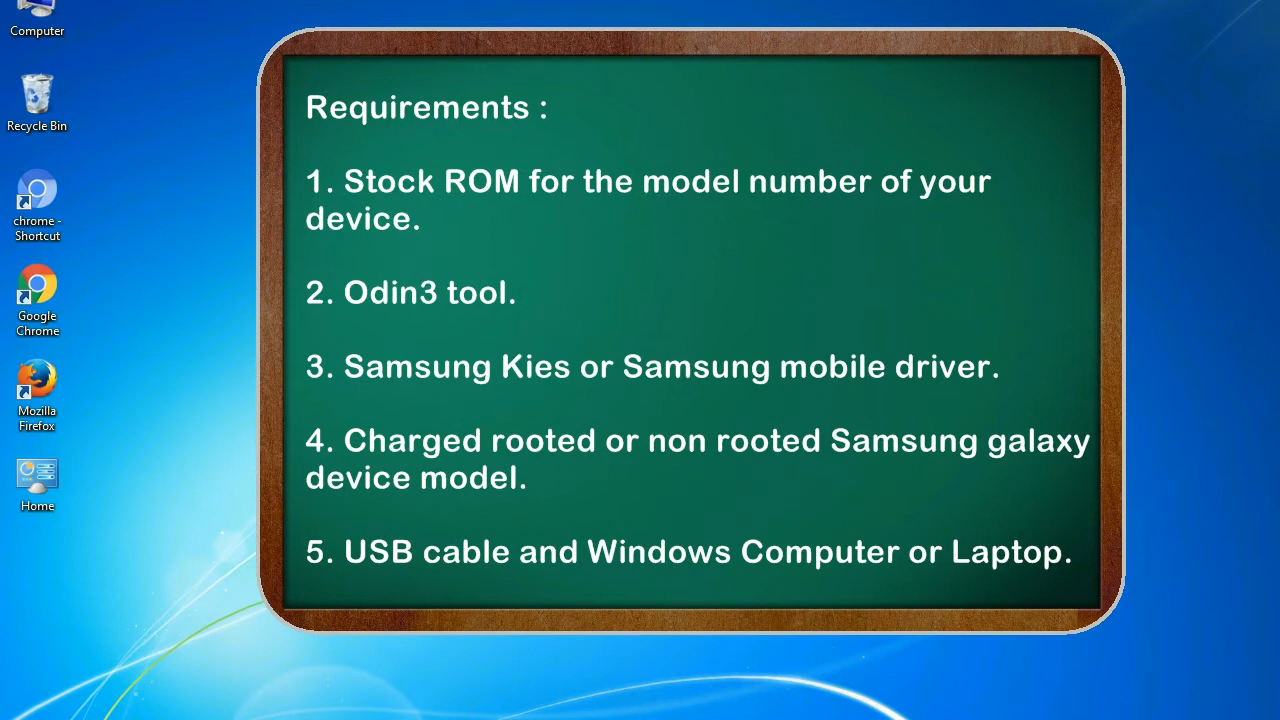 Computer
Recycle Bin
chrome -
Shortcut
Google
Chrome
Mozilla
Firefox
Home
Requirements :
1. Stock ROM for the model number of your
device.
2. Odin3 tool.
3. Samsung Kies or Samsung mobile driver.
4. Charged rooted or non rooted Samsung galaxy
device model.
5. USB cable and Windows Computer or Laptop.